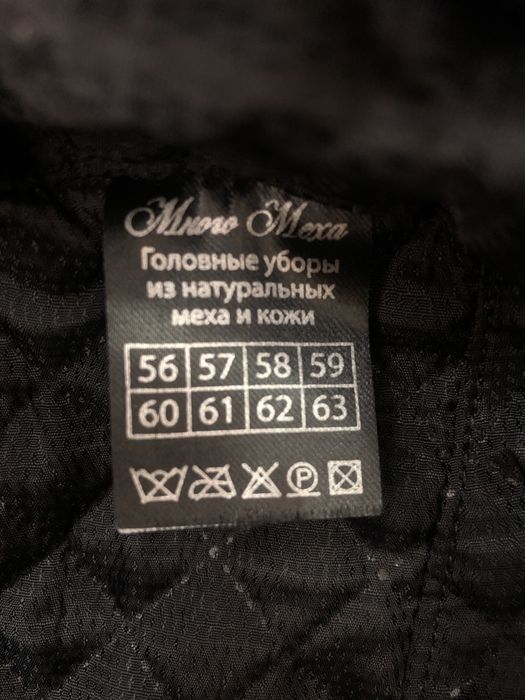 Много Меха
Головные уборы
из натуральных
меха и кожи
56 57 58 59
60 61 62 63
P